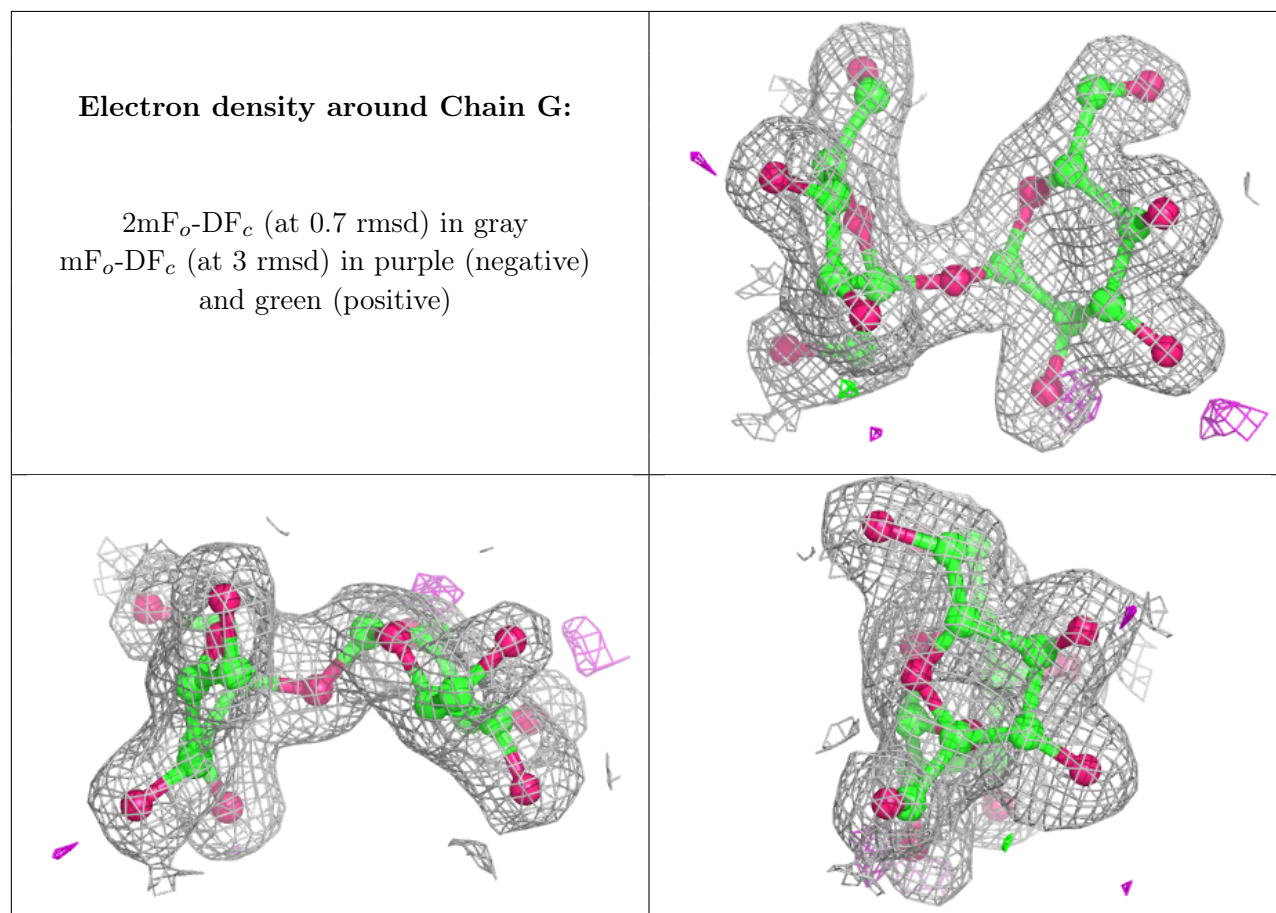 Electron density around Chain G:
2mFo-DFc (at 0.7 rmsd) in gray
mFo-DFc (at 3 rmsd) in purple (negative)
and green (positive)